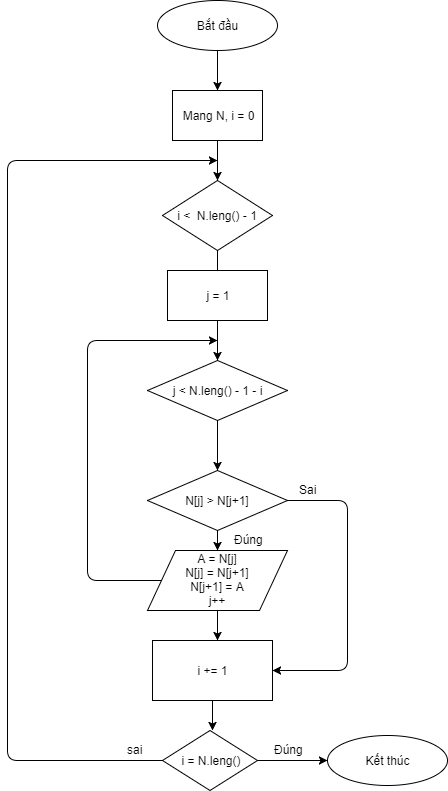 Bắt đầu
Mang N, i = 0
i < N.leng() - 1
j = 1
j < N.leng() - 1 - i
N[j] > N[j+1]
Sai
Đúng
A = N[j]
N[j] = N[j+1]
N[j+1] = A
j++
i += 1
sai
i = N.leng()
Đúng
Kết thúc